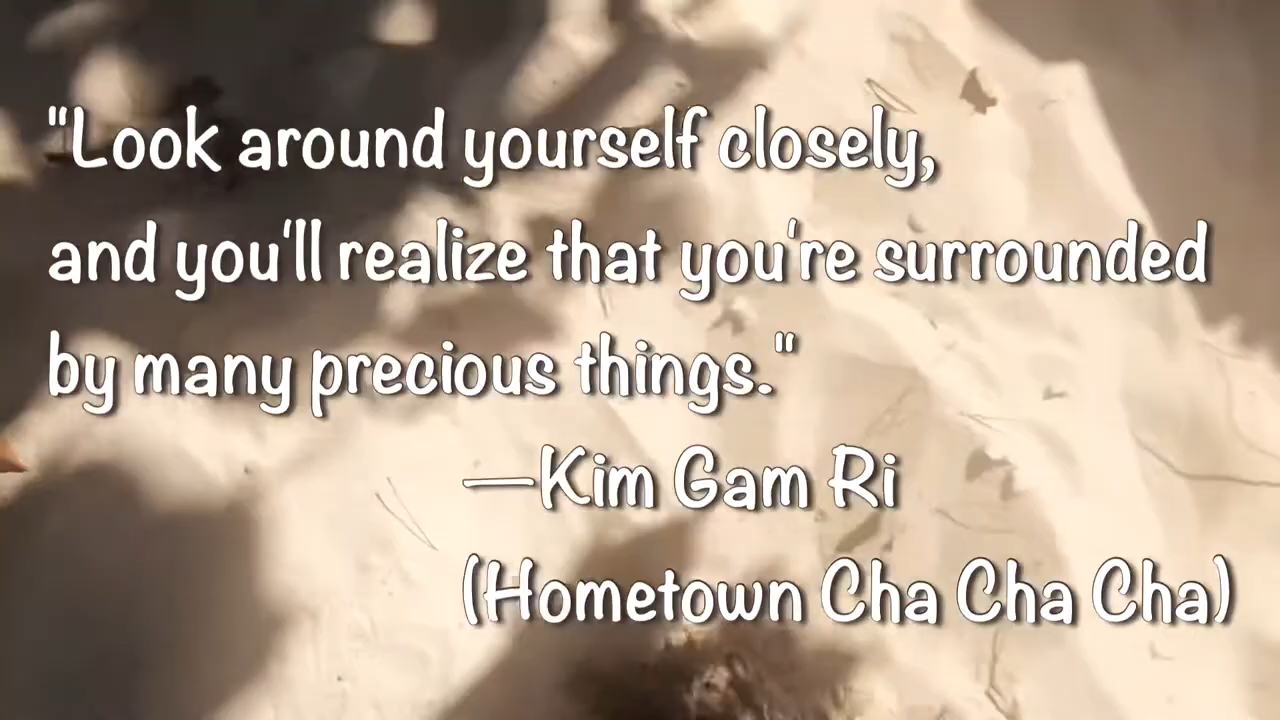 "Look around yourself closely,
and you'll realize that you're surrounded
by many precious things."
—Kim Gam Ri
(Hometown Cha Cha Cha)